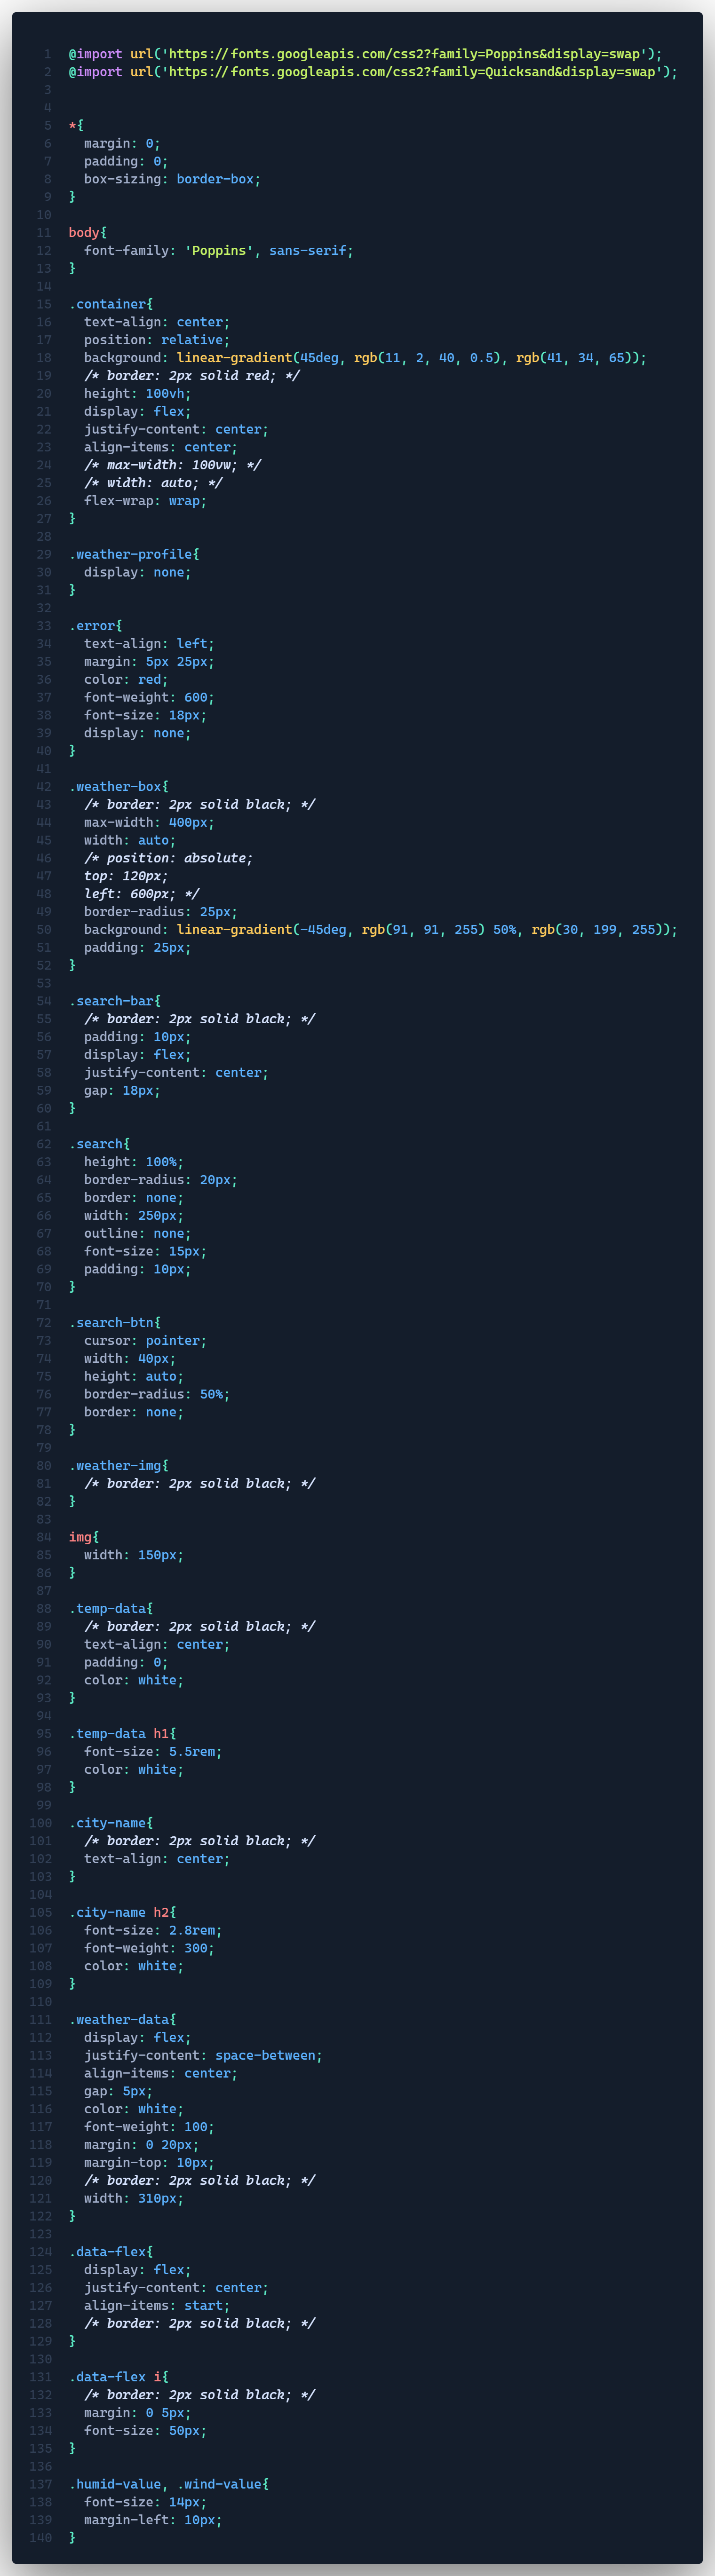 1 @import url('https://fonts.googleapis.com/css2?family=Poppins&display=swap');
2 @import url('https://fonts.googleapis.com/css2?family=Quicksand&display=swap');
3
4
5 *{
6   margin: 0;
7   padding: 0;
8   box-sizing: border-box;
9 }
10
11 body{
12   font-family: 'Poppins', sans-serif;
13 }
14
15 .container{
16   text-align: center;
17   position: relative;
18   background: linear-gradient(45deg, rgb(11, 2, 40, 0.5), rgb(41, 34, 65));
19   /* border: 2px solid red; */
20   height: 100vh;
21   display: flex;
22   justify-content: center;
23   align-items: center;
24   /* max-width: 100vw; */
25   /* width: auto; */
26   flex-wrap: wrap;
27 }
28
29 .weather-profile{
30   display: none;
31 }
32
33 .error{
34   text-align: left;
35   margin: 5px 25px;
36   color: red;
37   font-weight: 600;
38   font-size: 18px;
39   display: none;
40 }
41
42 .weather-box{
43   /* border: 2px solid black; */
44   max-width: 400px;
45   width: auto;
46   /* position: absolute;
47   top: 120px;
48   left: 600px; */
49   border-radius: 25px;
50   background: linear-gradient(-45deg, rgb(91, 91, 255) 50%, rgb(30, 199, 255));
51   padding: 25px;
52 }
53
54 .search-bar{
55   /* border: 2px solid black; */
56   padding: 10px;
57   display: flex;
58   justify-content: center;
59   gap: 18px;
60 }
61
62 .search{
63   height: 100%;
64   border-radius: 20px;
65   border: none;
66   width: 250px;
67   outline: none;
68   font-size: 15px;
69   padding: 10px;
70 }
71
72 .search-btn{
73   cursor: pointer;
74   width: 40px;
75   height: auto;
76   border-radius: 50%;
77   border: none;
78 }
79
80 .weather-img{
81   /* border: 2px solid black; */
82 }
83
84 img{
85   width: 150px;
86 }
87
88 .temp-data{
89   /* border: 2px solid black; */
90   text-align: center;
91   padding: 0;
92   color: white;
93 }
94
95 .temp-data h1{
96   font-size: 5.5rem;
97   color: white;
98 }
99
100 .city-name{
101   /* border: 2px solid black; */
102   text-align: center;
103 }
104
105 .city-name h2{
106   font-size: 2.8rem;
107   font-weight: 300;
108   color: white;
109 }
110
111 .weather-data{
112   display: flex;
113   justify-content: space-between;
114   align-items: center;
115   gap: 5px;
116   color: white;
117   font-weight: 100;
118   margin: 0 20px;
119   margin-top: 10px;
120   /* border: 2px solid black; */
121   width: 310px;
122 }
123
124 .data-flex{
125   display: flex;
126   justify-content: center;
127   align-items: start;
128   /* border: 2px solid black; */
129 }
130
131 .data-flex i{
132   /* border: 2px solid black; */
133   margin: 0 5px;
134   font-size: 50px;
135 }
136
137 .humid-value, .wind-value{
138   font-size: 14px;
139   margin-left: 10px;
140 }